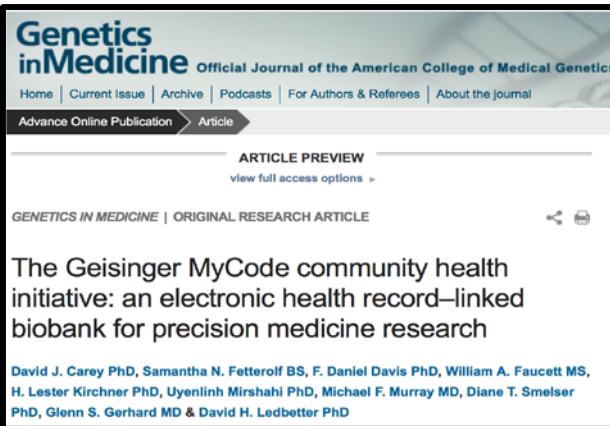 Genetics
inMedicine Official Journal of the American College of Medical Genetics
Home | Current Issue | Archive | Podcasts | For Authors & Referees | About the journal
Advance Online Publication Article
ARTICLE PREVIEW
view full access options ►
GENETICS IN MEDICINE | ORIGINAL RESEARCH ARTICLE
The Geisinger MyCode community health
initiative: an electronic health record–linked
biobank for precision medicine research
David J. Carey PhD, Samantha N. Fetterolf BS, F. Daniel Davis PhD, William A. Faucett MS,
H. Lester Kirchner PhD, Uyenlinh Mirshahi PhD, Michael F. Murray MD, Diane T. Smelser
PhD, Glenn S. Gerhard MD & David H. Ledbetter PhD